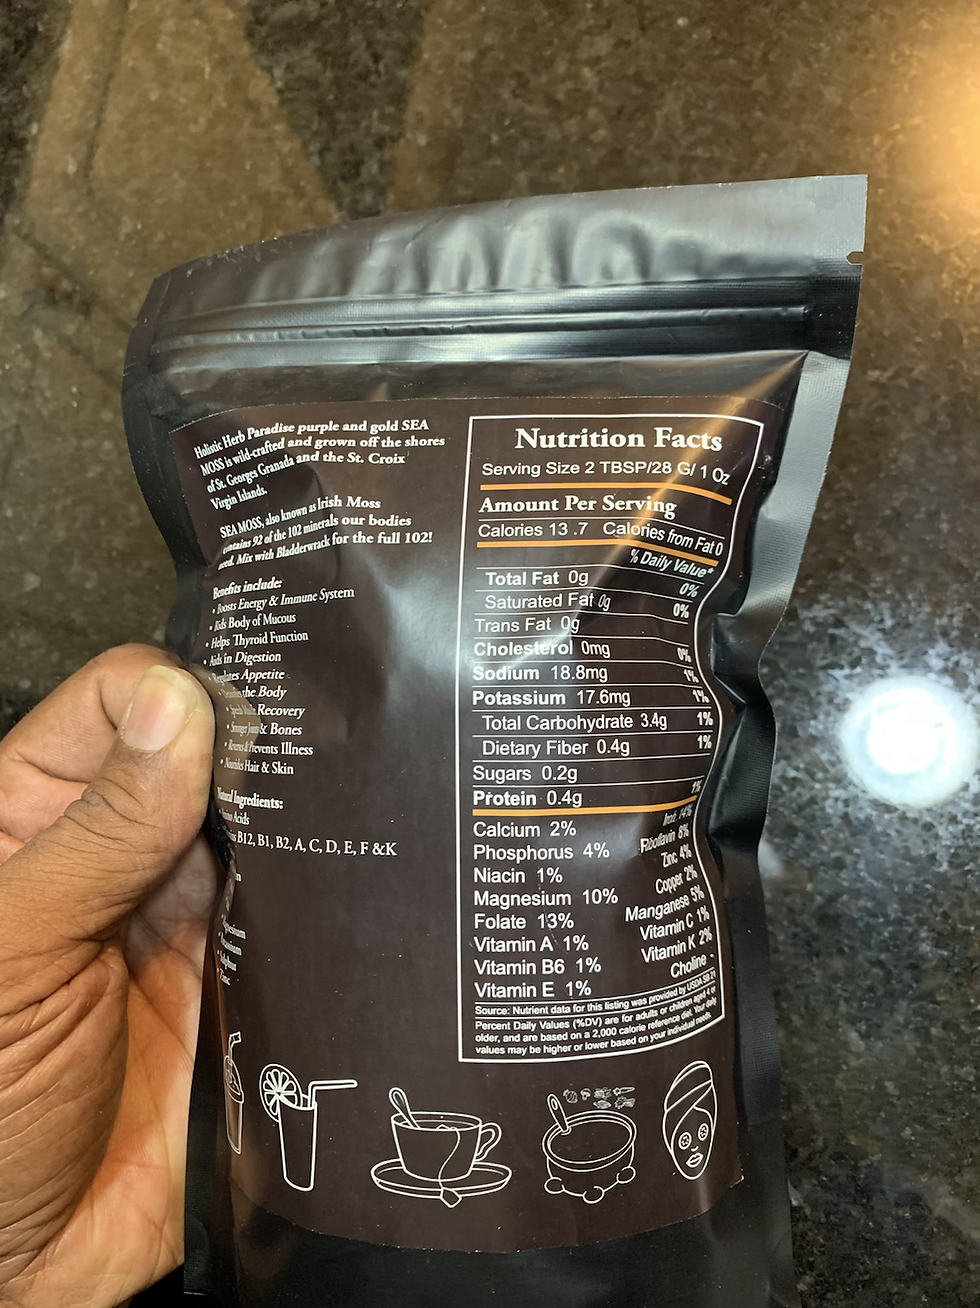 Holistic Herb Paradise purple and gold SEA
MOSS is wild-crafted and grown off the shores
of St. Georges Granada and the St. Croix
Virgin Islands.
SEA MOSS, also known as Irish Moss
contains 92 of the 102 minerals our bodies
need. Mix with Bladderwrack for the full 102!
Benefits include:
• Boosts Energy & Immune System
• Rids Body of Mucous
• Helps Thyroid Function
• Aids in Digestion
Appetite
the Body
Recovery
& Bones
Prevents Illness
• Nourishes Hair & Skin
Natural Ingredients:
Acids
B12, B1, B2, A, C, D, E, F &K
Zinc
Nutrition Facts
Serving Size 2 TBSP/28 G/ 1 Oz
Amount Per Serving
Calories 13 .7 Calories from Fat 0
% Daily Value*
Total Fat 0g 0%
Saturated Fat 0g 0%
Trans Fat 0g
Cholesterol 0mg 0%
Sodium 18.8mg 1%
Potassium 17.6mg 1%
Total Carbohydrate 3.4g 1%
Dietary Fiber 0.4g 1%
Sugars 0.2g
Protein 0.4g 1%
Calcium 2% 14%
Phosphorus 4% Riboflavin 8%
Niacin 1% Zinc 4%
Magnesium 10% Copper 2%
Folate 13% Manganese 5%
Vitamin A 1% Vitamin C 1%
Vitamin B6 1% Vitamin K 2%
Vitamin E 1% Choline -
Source: Nutrient data for this listing was provided by USDA SR 21
Percent Daily Values (%DV) are for adults or children aged 4 or
older, and are based on a 2,000 calorie reference diet. Your daily
values may be higher or lower based on your individual needs.